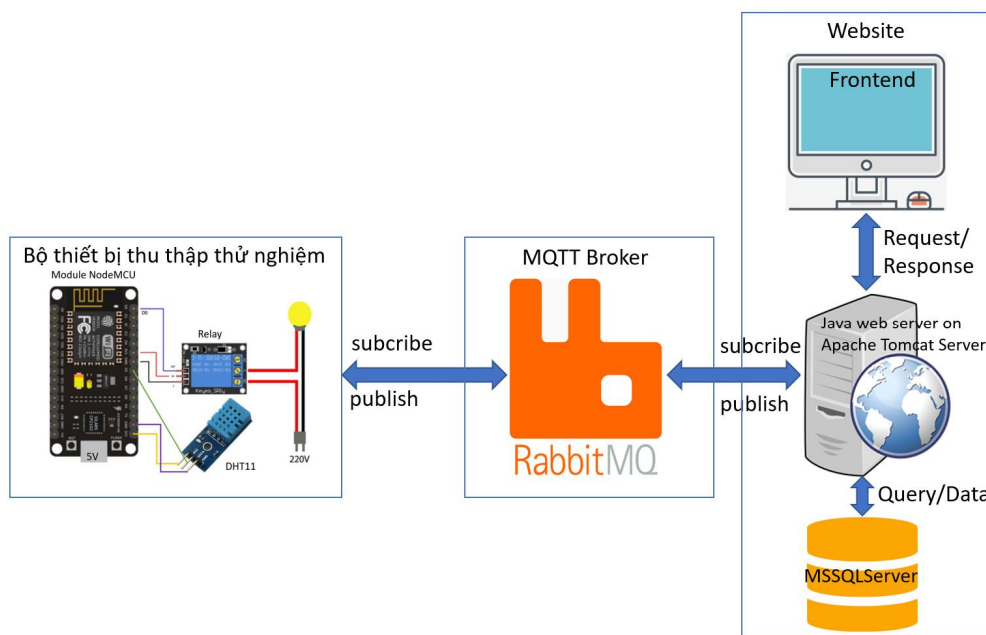 Website
Frontend
Request/
Response
Bộ thiết bị thu thập thử nghiệm
Module NodeMCU
D0
Relay
5V
DHT11
220V
subcribe
publish
MQTT Broker
RabbitMQ
subcribe
publish
Java web server on
Apache Tomcat Server
Query/Data
MSSQLServer